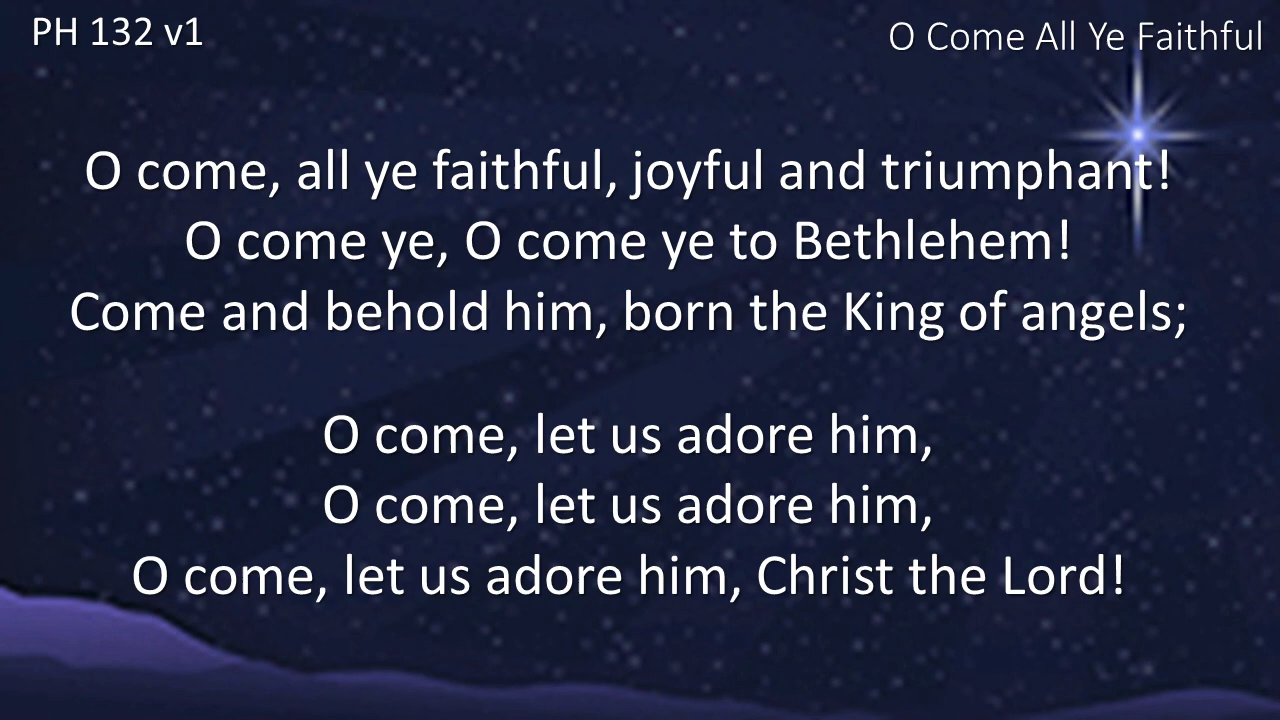 PH 132 v1
O Come All Ye Faithful
O come, all ye faithful, joyful and triumphant!
O come ye, O come ye to Bethlehem!
Come and behold him, born the King of angels;
O come, let us adore him,
O come, let us adore him,
O come, let us adore him, Christ the Lord!